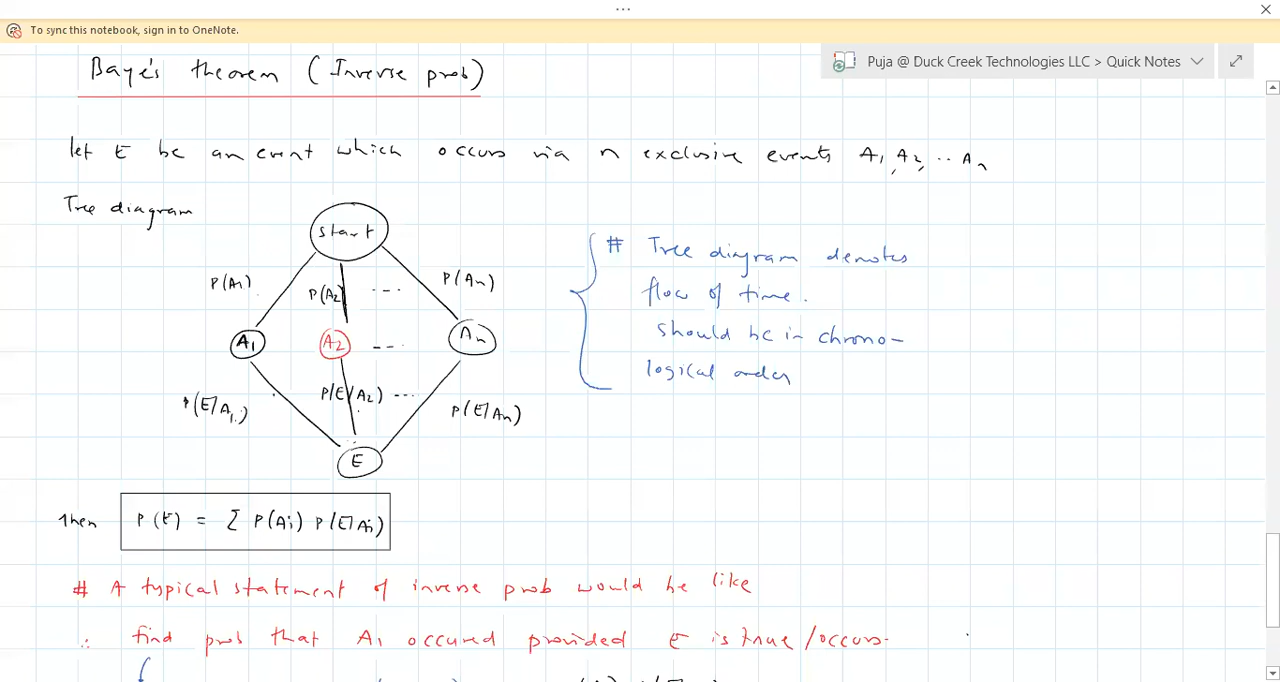 To sync this notebook, sign in to OneNote.
Puja @ Duck Creek Technologies LLC > Quick Notes
Baye's theorem (Inverse prob)
let E be an event which occurs via n exclusive events A1, A2, .. An
Tree diagram
start
P(A1)
P(A2)
...
P(An)
A1
A2
...
An
P(E/A1)
P(E/A2)
...
P(E/An)
E
# Tree diagram denotes
flow of time.
should be in chrono-
logical order
then P(E) = Σ P(Ai) P(E/Ai)
# A typical statement of inverse prob would be like
∴ find prob that A1 occured provided E is true/occurs.